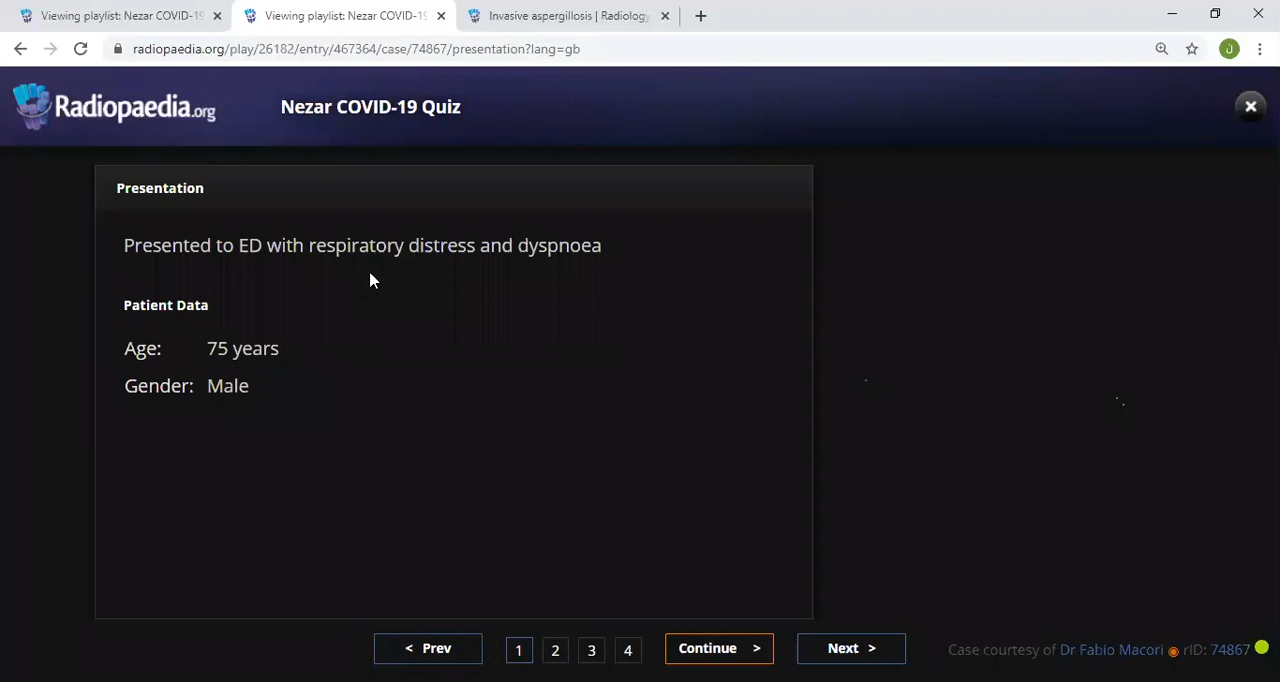 Viewing playlist: Nezar COVID-19
Viewing playlist: Nezar COVID-19
Invasive aspergillosis | Radiology
radiopaedia.org/play/26182/entry/467364/case/74867/presentation?lang=gb
J
Radiopaedia.org
Nezar COVID-19 Quiz
Presentation
Presented to ED with respiratory distress and dyspnoea
Patient Data
Age: 75 years
Gender: Male
< Prev
1
2
3
4
Continue >
Next >
Case courtesy of Dr Fabio Macori rID: 74867